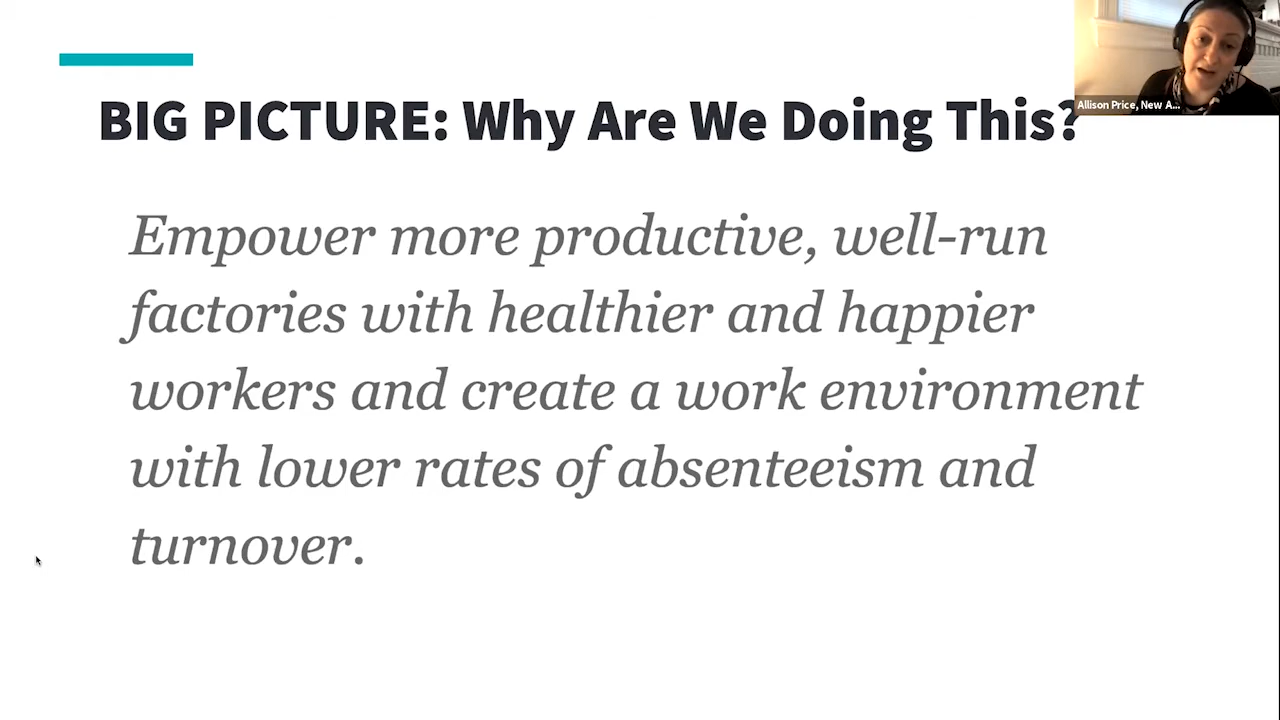 BIG PICTURE: Why Are We Doing This?
Allison Price, New A...
Empower more productive, well-run
factories with healthier and happier
workers and create a work environment
with lower rates of absenteeism and
turnover.